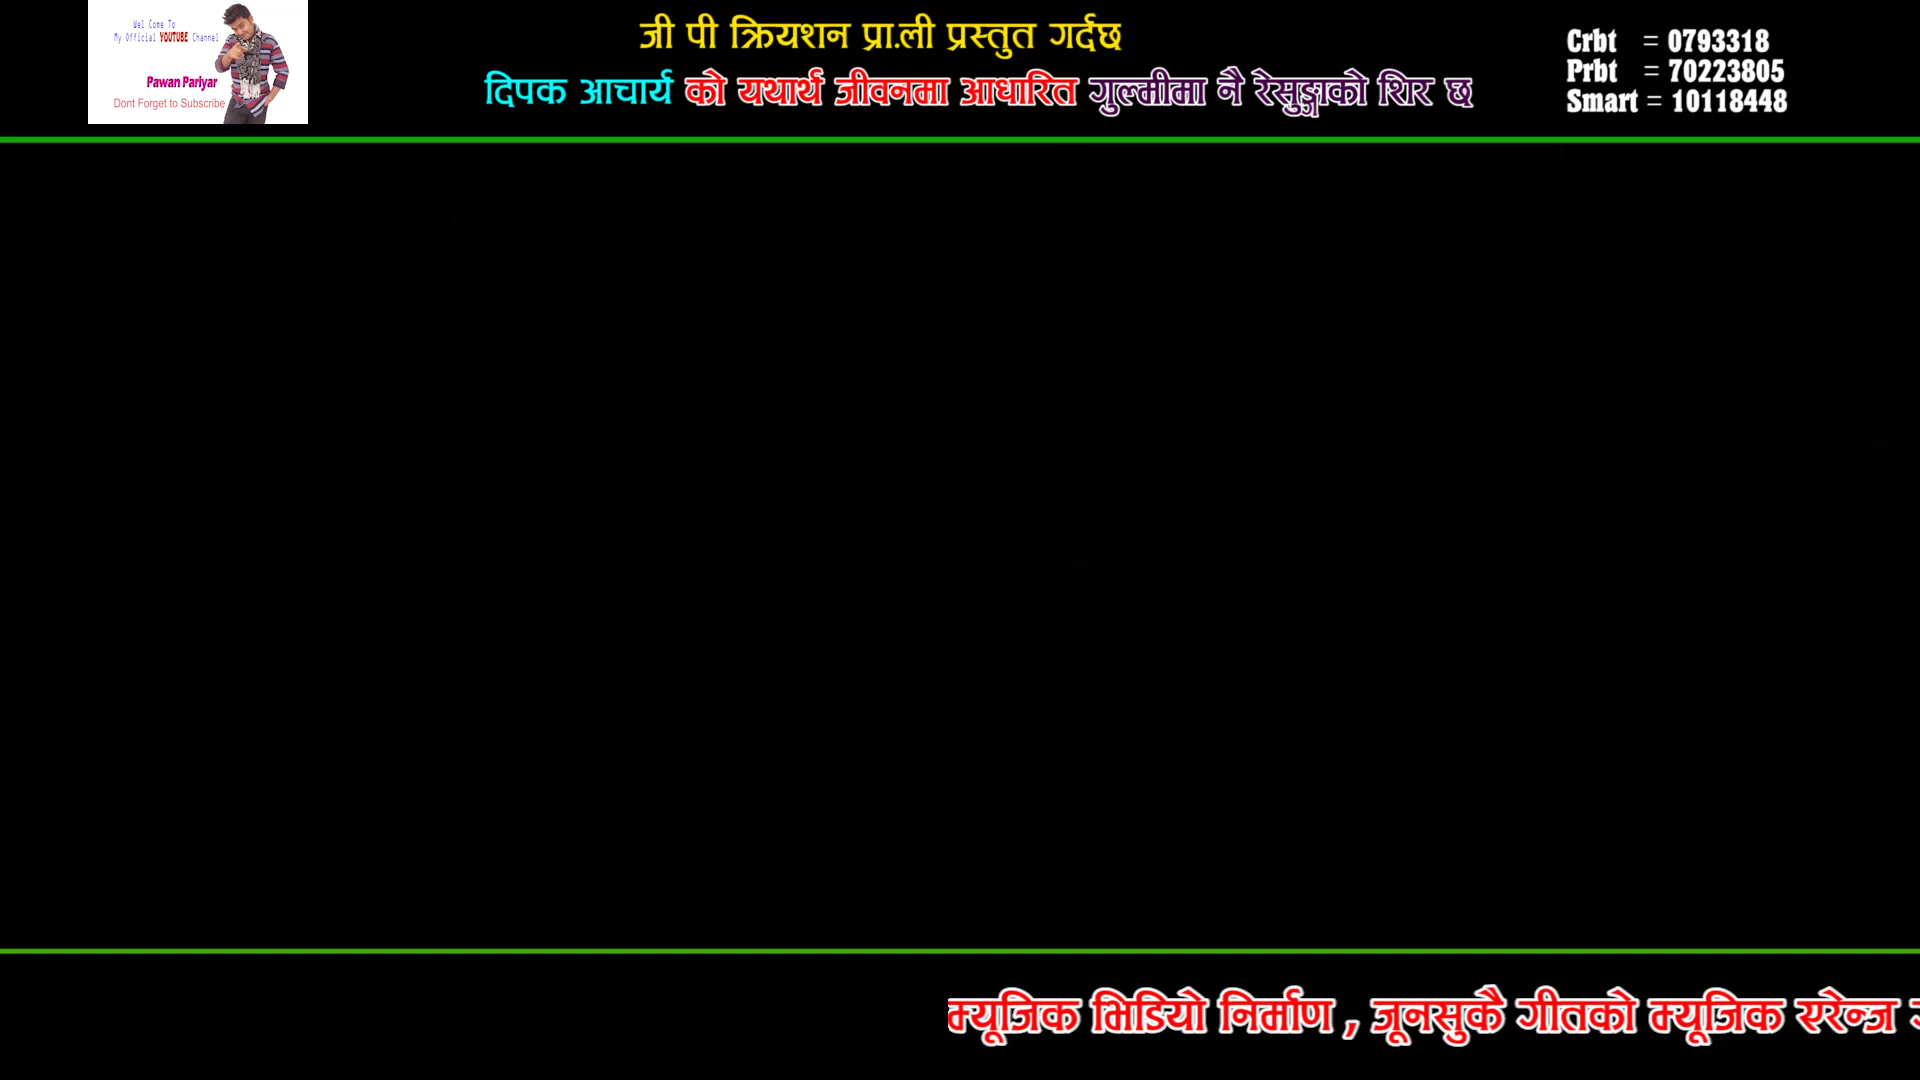 Wel Come To
My Official YOUTUBE Channel
Pawan Pariyar
Dont Forget to Subscribe
जी पी क्रियशन प्रा.ली प्रस्तुत गर्दछ
दिपक आचार्य को यथार्थ जीवनमा आधारित गुल्मीमा नै रेसुङ्गाको शिर छ
Crbt = 0793318
Prbt = 70223805
Smart = 10118448
म्यूजिक भिडियो निर्माण , जूनसुकै गीतको म्यूजिक एरेन्ज